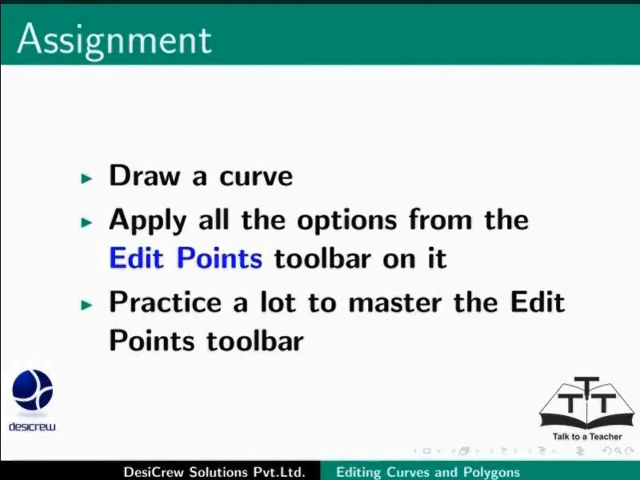 Assignment
Draw a curve
Apply all the options from the
Edit Points toolbar on it
Practice a lot to master the Edit
Points toolbar
desicrew
TTT
Talk to a Teacher
DesiCrew Solutions Pvt.Ltd.
Editing Curves and Polygons